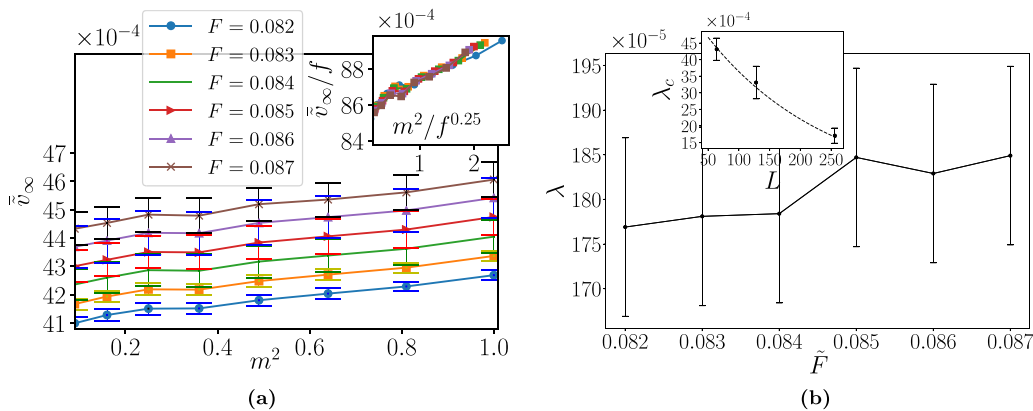 ×10⁻⁴
F = 0.082
F = 0.083
F = 0.084
F = 0.085
F = 0.086
F = 0.087
×10⁻⁴
88
86
84
ṽ̄∞/f
m²/f^0.25
1
2
47
46
45
44
43
42
41
ṽ̄∞
0.2
0.4
0.6
0.8
1.0
m²
(a)
×10⁻⁵
195
190
185
180
175
170
λ
×10⁻⁴
45
40
35
30
25
20
15
λc
50
100
150
200
250
L
0.082
0.083
0.084
0.085
0.086
0.087
F̃
(b)